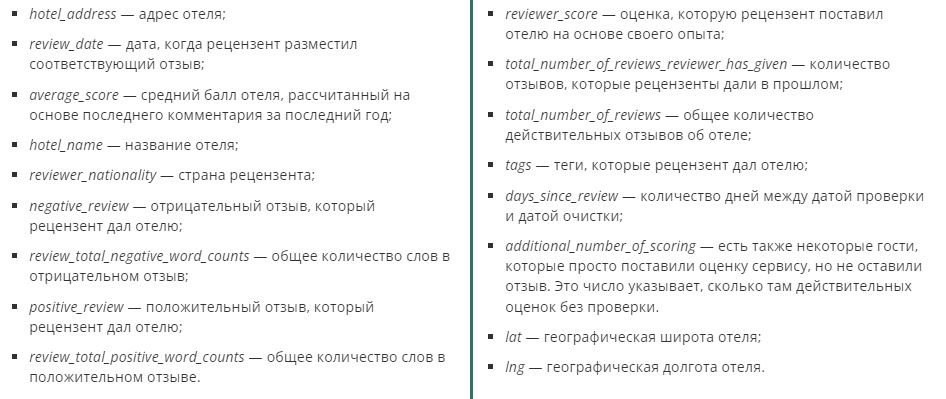 ▪ hotel_address — адрес отеля;
▪ review_date — дата, когда рецензент разместил
соответствующий отзыв;
▪ average_score — средний балл отеля, рассчитанный на
основе последнего комментария за последний год;
▪ hotel_name — название отеля;
▪ reviewer_nationality — страна рецензента;
▪ negative_review — отрицательный отзыв, который
рецензент дал отелю;
▪ review_total_negative_word_counts — общее количество слов в
отрицательном отзыв;
▪ positive_review — положительный отзыв, который
рецензент дал отелю;
▪ review_total_positive_word_counts — общее количество слов в
положительном отзыве.
▪ reviewer_score — оценка, которую рецензент поставил
отелю на основе своего опыта;
▪ total_number_of_reviews_reviewer_has_given — количество
отзывов, которые рецензенты дали в прошлом;
▪ total_number_of_reviews — общее количество
действительных отзывов об отеле;
▪ tags — теги, которые рецензент дал отелю;
▪ days_since_review — количество дней между датой проверки
и датой очистки;
▪ additional_number_of_scoring — есть также некоторые гости,
которые просто поставили оценку сервису, но не оставили
отзыв. Это число указывает, сколько там действительных
оценок без проверки.
▪ lat — географическая широта отеля;
▪ lng — географическая долгота отеля.